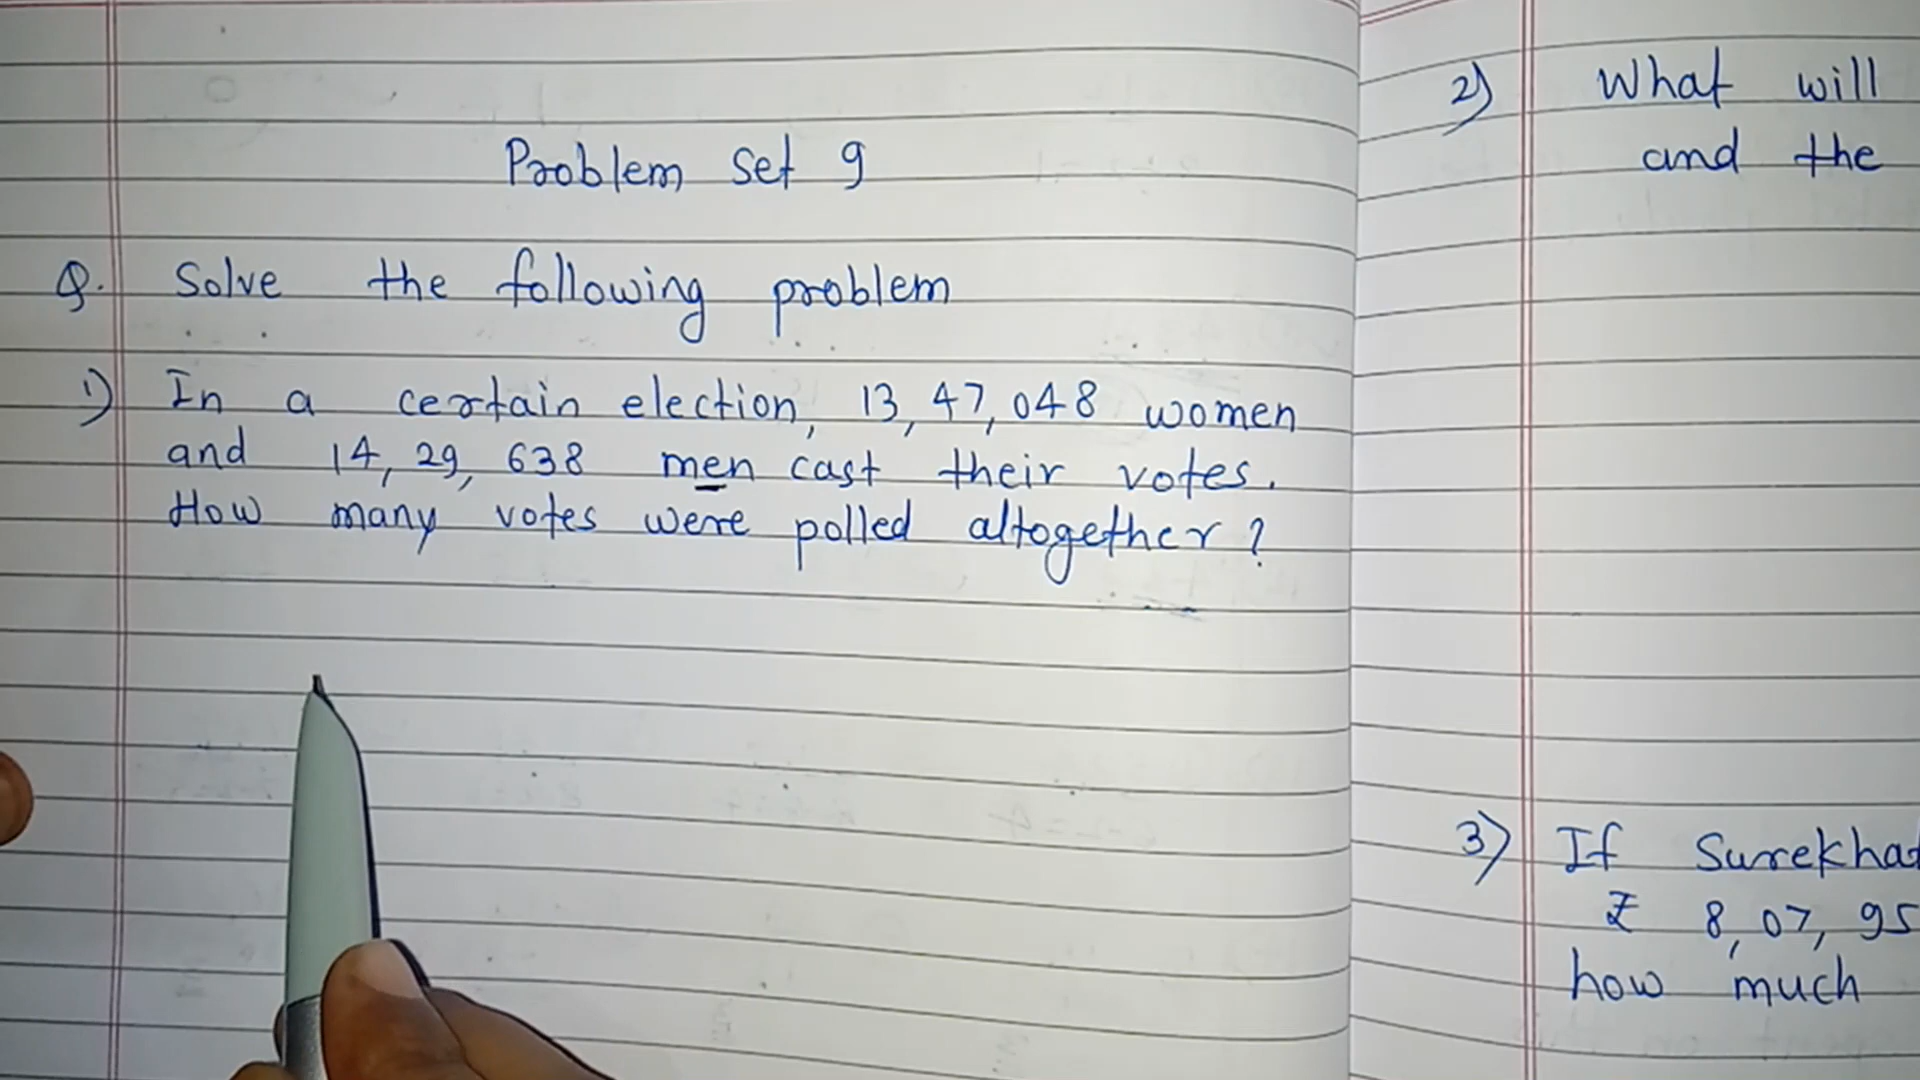 Problem Set 9
Q. Solve the following problem
1) In a certain election, 13, 47, 048 women
and 14, 29, 638 men cast their votes.
How many votes were polled altogether?
2) What will
and the
3) If
₹ 8, 07, 95
how much